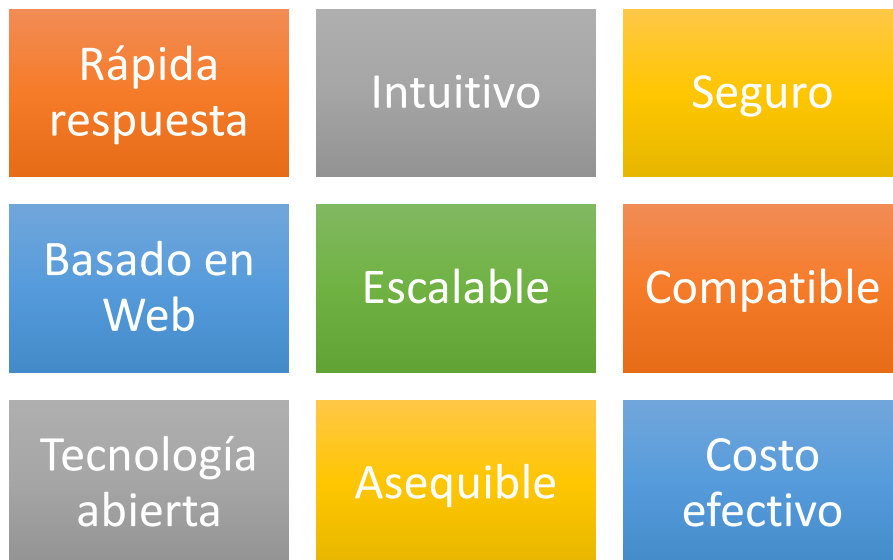 Rápida
respuesta
Intuitivo
Seguro
Basado en
Web
Escalable
Compatible
Tecnología
abierta
Asequible
Costo
efectivo